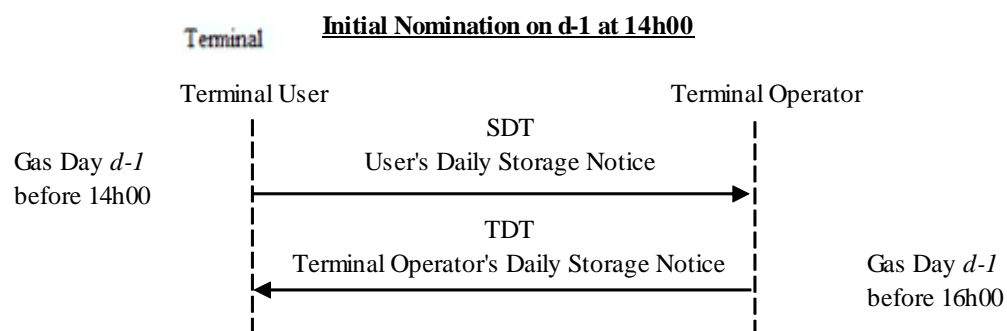 Initial Nomination on d-1 at 14h00
Terminal
Terminal User
Terminal Operator
SDT
User's Daily Storage Notice
Gas Day d-1
before 14h00
TDT
Terminal Operator's Daily Storage Notice
Gas Day d-1
before 16h00